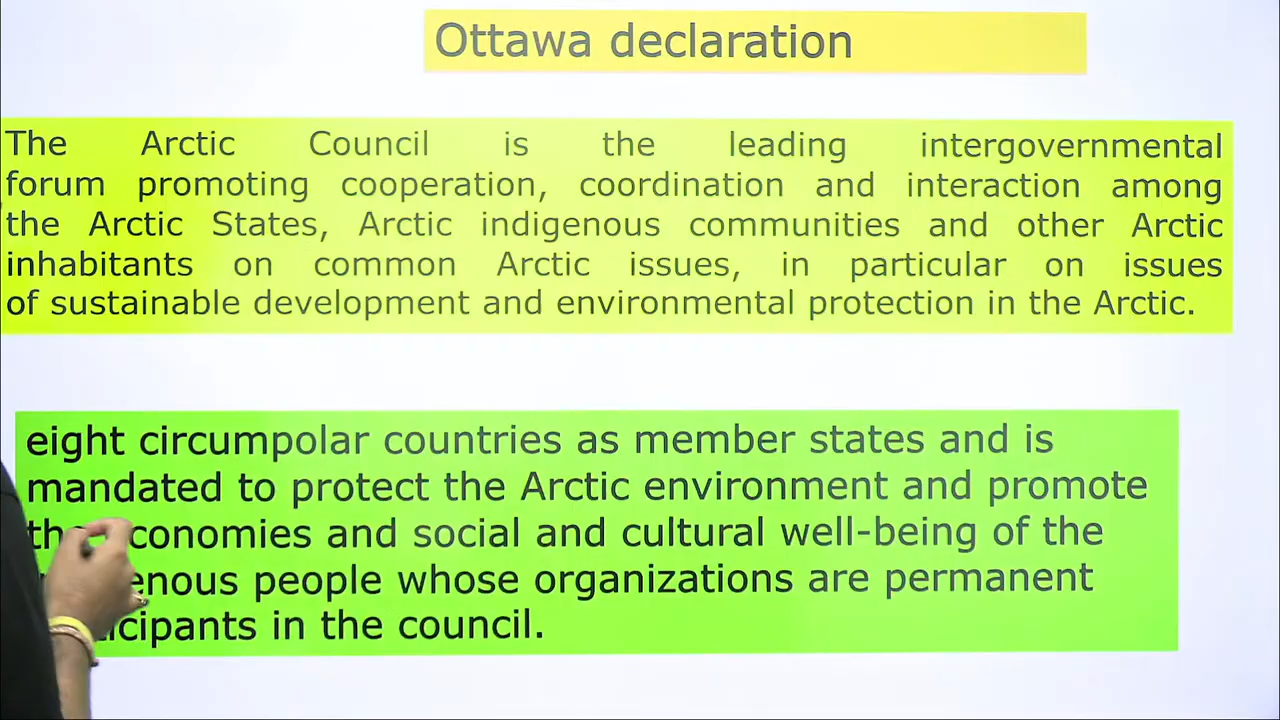 Ottawa declaration
The Arctic Council is the leading intergovernmental
forum promoting cooperation, coordination and interaction among
the Arctic States, Arctic indigenous communities and other Arctic
inhabitants on common Arctic issues, in particular on issues
of sustainable development and environmental protection in the Arctic.
eight circumpolar countries as member states and is
mandated to protect the Arctic environment and promote
the economies and social and cultural well-being of the
people whose organizations are permanent
in the council.